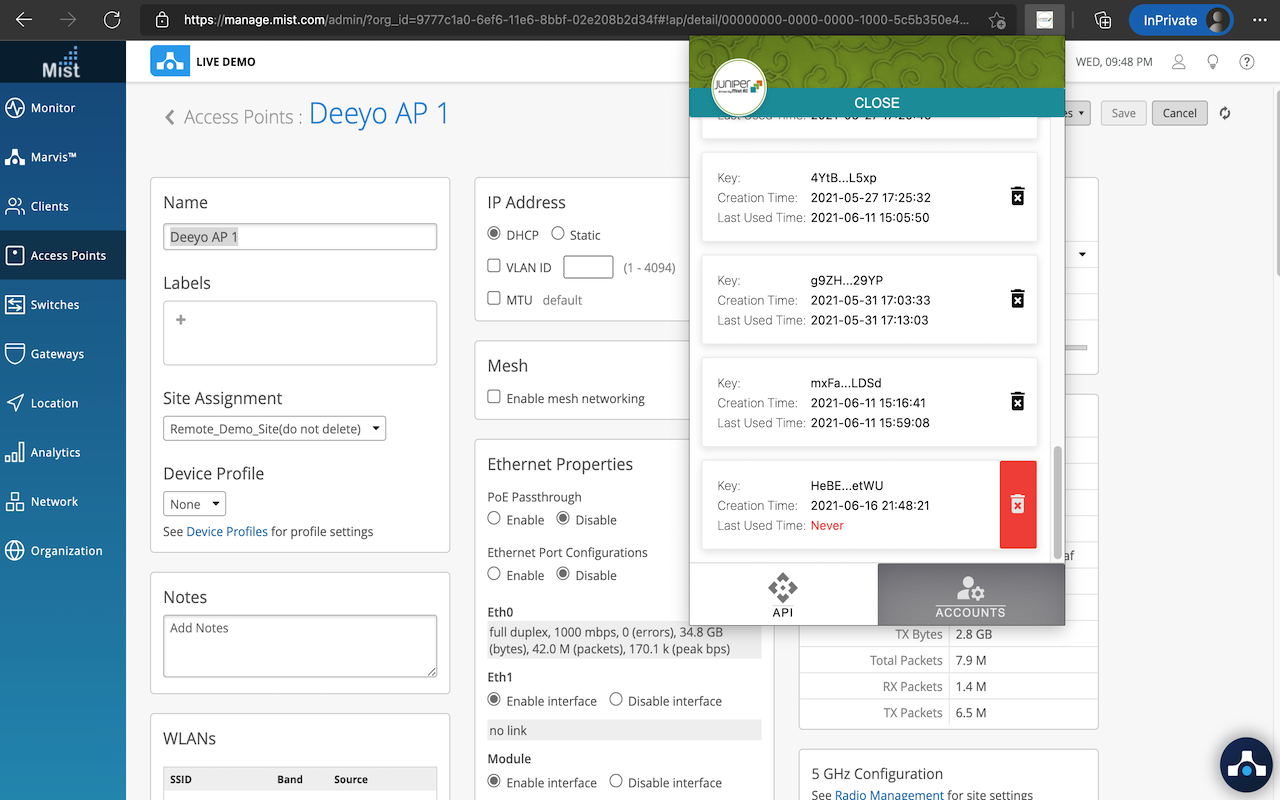 https://manage.mist.com/admin/?org_id=9777c1a0-6ef6-11e6-8bbf-02e208b2d34f#!ap/detail/00000000-0000-0000-1000-5c5b350e4...
InPrivate
Mist
LIVE DEMO
WED, 09:48 PM
Monitor
Marvis™
Clients
Access Points
Switches
Gateways
Location
Analytics
Network
Organization
Access Points : Deeyo AP 1
Save
Cancel
Name
Deeyo AP 1
Labels
+
Site Assignment
Remote_Demo_Site(do not delete)
Device Profile
None
See Device Profiles for profile settings
Notes
Add Notes
WLANs
SSID Band Source
IP Address
DHCP Static
VLAN ID (1 - 4094)
MTU default
Mesh
Enable mesh networking
Ethernet Properties
PoE Passthrough
Enable Disable
Ethernet Port Configurations
Enable Disable
Eth0
full duplex, 1000 mbps, 0 (errors), 34.8 GB
(bytes), 42.0 M (packets), 170.1 k (peak bps)
Eth1
Enable interface Disable interface
no link
Module
Enable interface Disable interface
Juniper
CLOSE
Key: 4YtB...L5xp
Creation Time: 2021-05-27 17:25:32
Last Used Time: 2021-06-11 15:05:50
Key: g9ZH...29YP
Creation Time: 2021-05-31 17:03:33
Last Used Time: 2021-05-31 17:13:03
Key: mxFa...LDSd
Creation Time: 2021-06-11 15:16:41
Last Used Time: 2021-06-11 15:59:08
Key: HeBE...etWU
Creation Time: 2021-06-16 21:48:21
Last Used Time: Never
API
ACCOUNTS
TX Bytes 2.8 GB
Total Packets 7.9 M
RX Packets 1.4 M
TX Packets 6.5 M
5 GHz Configuration
See Radio Management for site settings